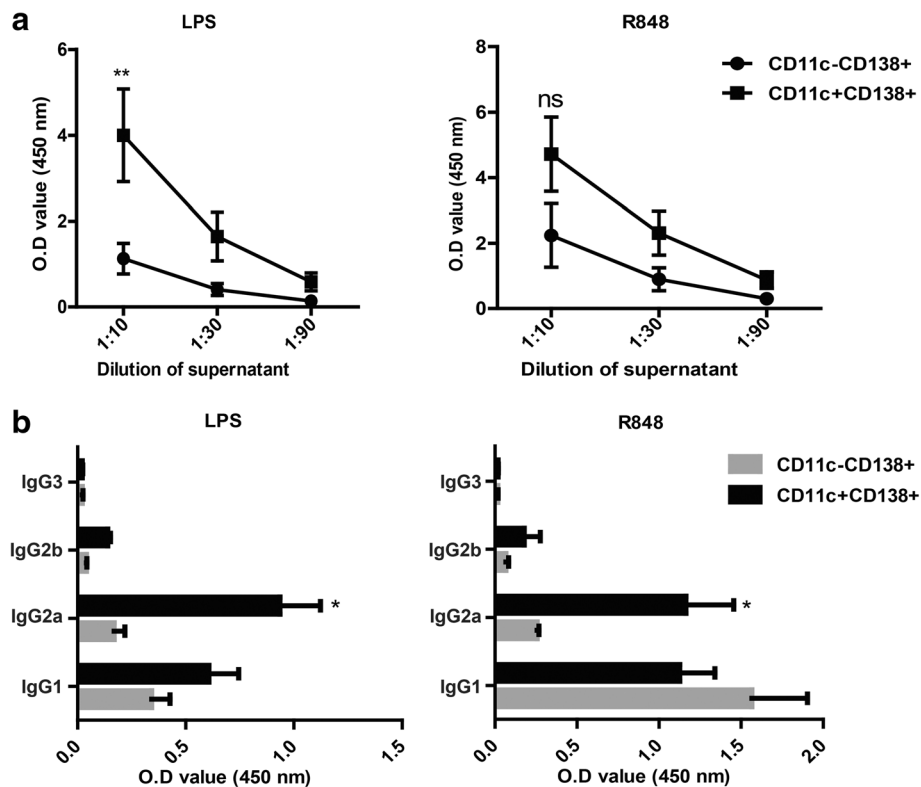 a
LPS
R848
6
4
2
0
**
O.D value (450 nm)
1:10
1:30
1:90
Dilution of supernatant
8
6
4
2
0
ns
O.D value (450 nm)
1:10
1:30
1:90
Dilution of supernatant
CD11c-CD138+
CD11c+CD138+
b
LPS
R848
IgG3
IgG2b
IgG2a
IgG1
*
0.0
0.5
1.0
1.5
O.D value (450 nm)
IgG3
IgG2b
IgG2a
IgG1
*
0.0
0.5
1.0
1.5
2.0
O.D value (450 nm)
CD11c-CD138+
CD11c+CD138+